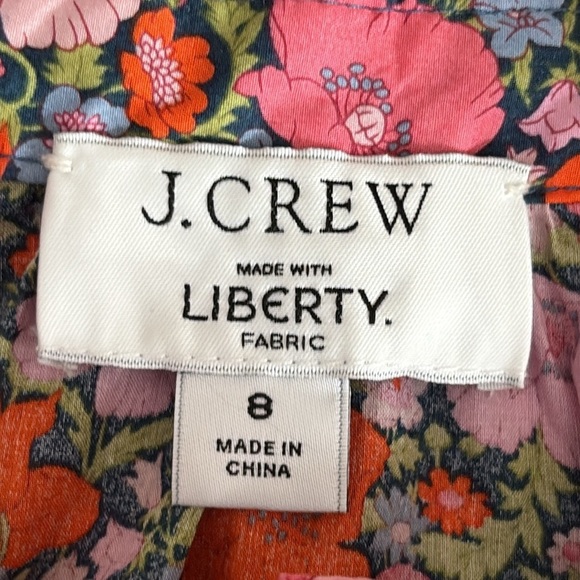 J.CREW
MADE WITH
LIBERTY.
FABRIC
8
MADE IN
CHINA